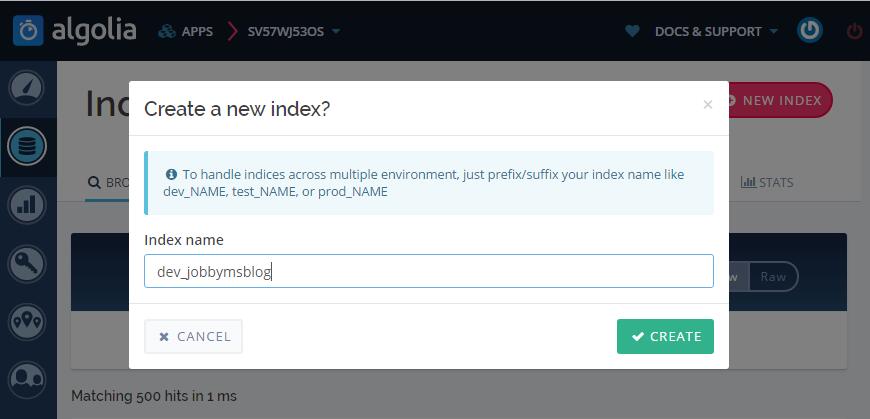 algolia
APPS
SV57WJ53OS
DOCS & SUPPORT
Create a new index?
×
NEW INDEX
To handle indices across multiple environment, just prefix/suffix your index name like
dev_NAME, test_NAME, or prod_NAME
STATS
Index name
dev_jobbymsblog
Raw
CANCEL
CREATE
Matching 500 hits in 1 ms